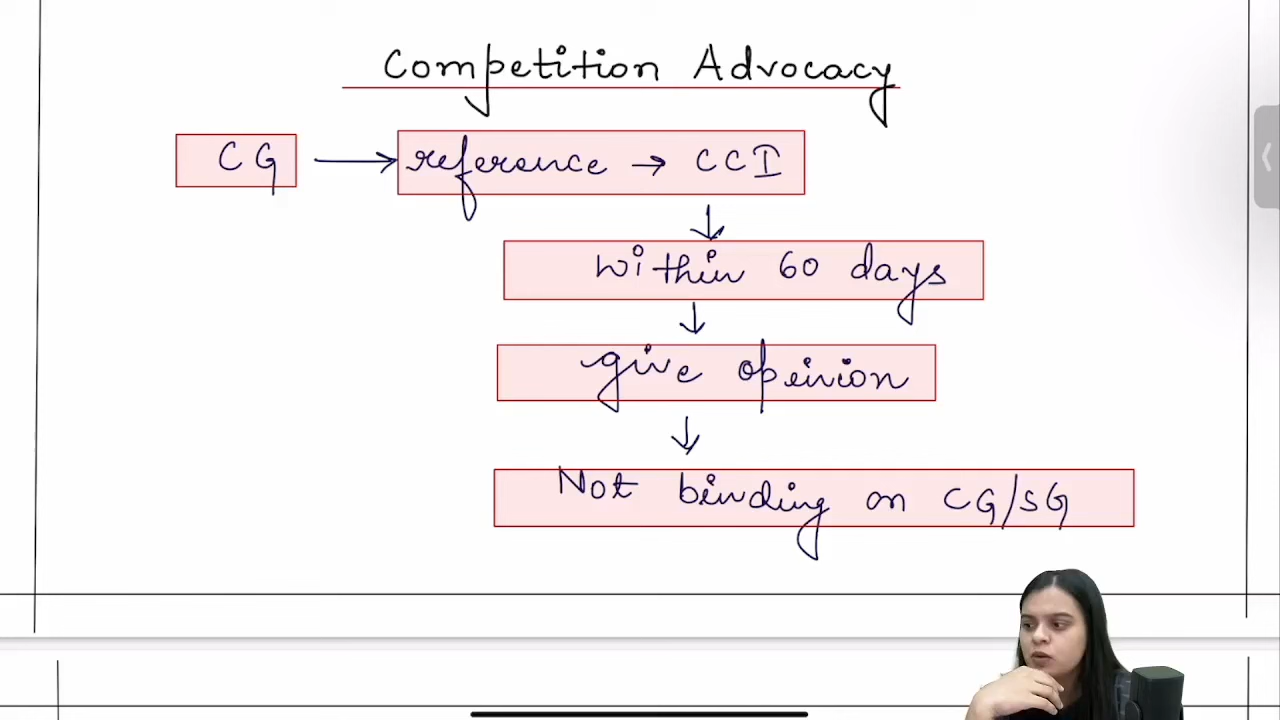 Competition Advocacy
CG → reference → CCI
↓
within 60 days
↓
give opinion
↓
Not binding on CG/SG